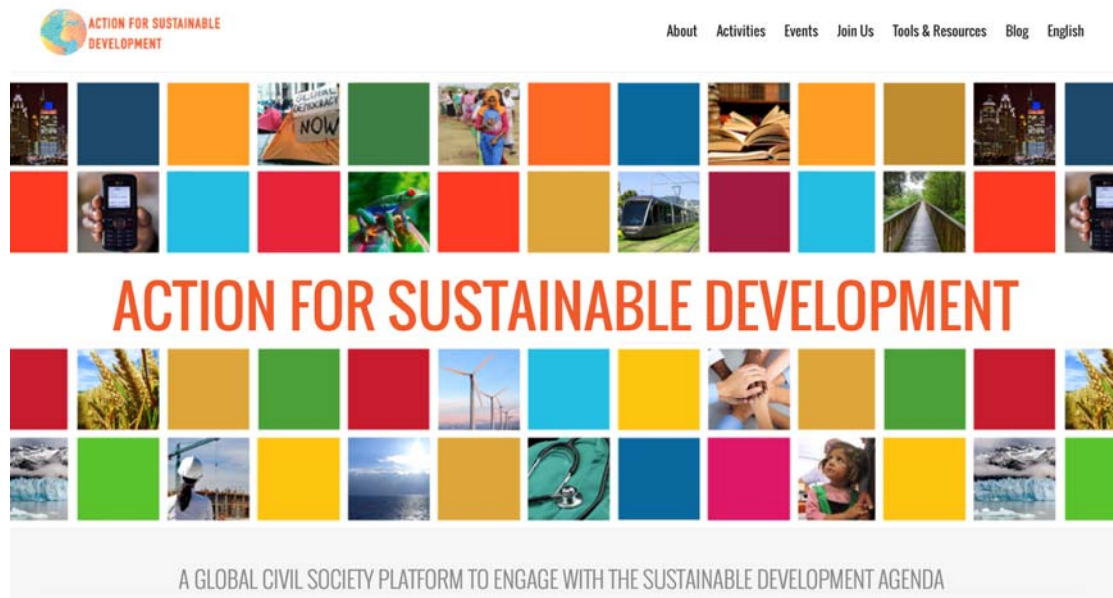 ACTION FOR SUSTAINABLE
DEVELOPMENT
About Activities Events Join Us Tools & Resources Blog English
GLOBAL
DEMOCRACY
NOW
ACTION FOR SUSTAINABLE DEVELOPMENT
A GLOBAL CIVIL SOCIETY PLATFORM TO ENGAGE WITH THE SUSTAINABLE DEVELOPMENT AGENDA